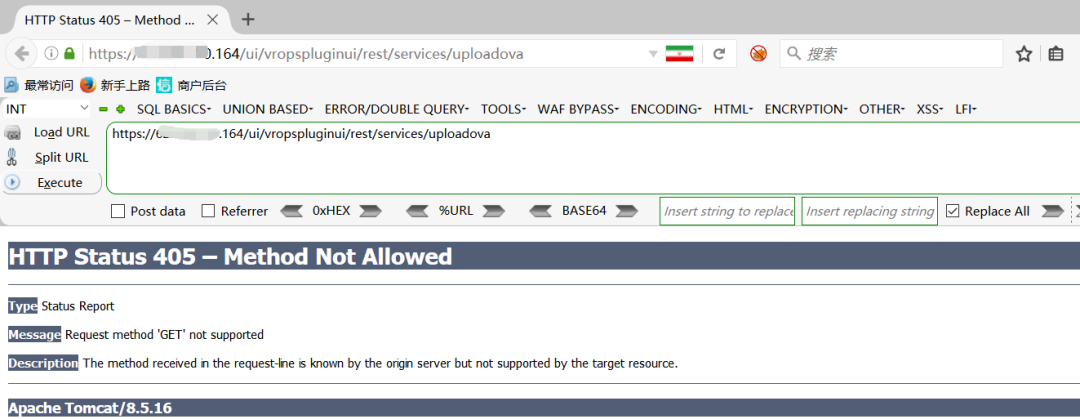 HTTP Status 405 – Method ...
https://.164/ui/vropspluginui/rest/services/uploadova
搜索
最常访问 新手上路 商户后台
INT SQL BASICS UNION BASED ERROR/DOUBLE QUERY TOOLS WAF BYPASS ENCODING HTML ENCRYPTION OTHER XSS LFI
Load URL https://6.164/ui/vropspluginui/rest/services/uploadova
Split URL
Execute
Post data Referrer 0xHEX %URL BASE64 Insert string to replace Insert replacing string Replace All
HTTP Status 405 – Method Not Allowed
Type Status Report
Message Request method 'GET' not supported
Description The method received in the request-line is known by the origin server but not supported by the target resource.
Apache Tomcat/8.5.16